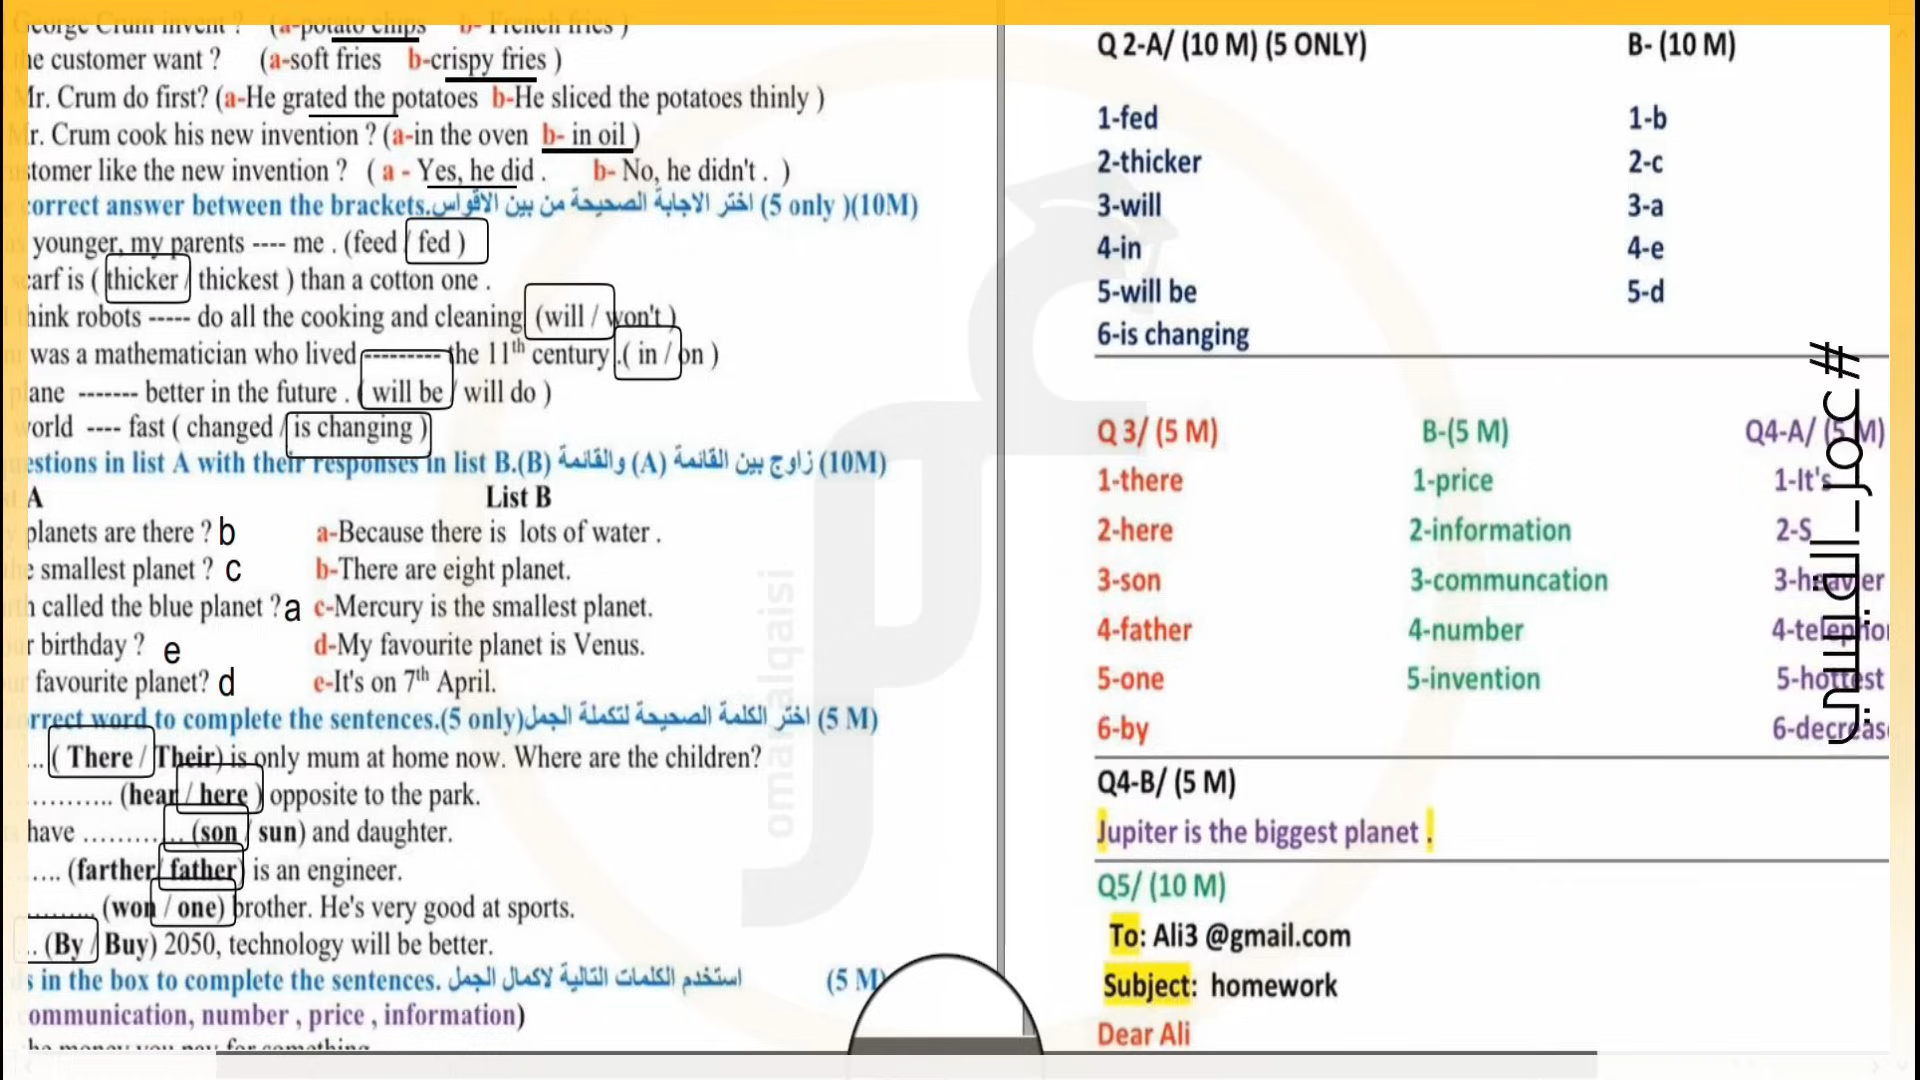 George Crum invent ? (a-potato chips b- French fries )
he customer want ? (a-soft fries b-crispy fries )
Mr. Crum do first? (a-He grated the potatoes b-He sliced the potatoes thinly )
Mr. Crum cook his new invention ? (a-in the oven b- in oil )
stomer like the new invention ? ( a - Yes, he did . b- No, he didn't . )
orrect answer between the brackets.اختر الاجابة الصحيحة من بين الاقواس (5 only )(10M)
younger, my parents ---- me . (feed / fed )
carf is ( thicker / thickest ) than a cotton one .
hink robots ----- do all the cooking and cleaning (will / won't )
was a mathematician who lived --------- the 11th century .( in / on )
lane ------- better in the future . ( will be / will do )
orld ---- fast ( changed / is changing )
estions in list A with their responses in list B.(B) زاوج بين القائمة (A) والقائمة (10M)
A List B
planets are there ? b a-Because there is lots of water .
e smallest planet ? c b-There are eight planet.
h called the blue planet ? a c-Mercury is the smallest planet.
r birthday ? e d-My favourite planet is Venus.
favourite planet? d e-It's on 7th April.
rrect word to complete the sentences.(5 only)اختر الكلمة الصحيحة لتكملة الجمل (5 M)
... ( There / Their) is only mum at home now. Where are the children?
............ (hear / here ) opposite to the park.
have ............ (son / sun) and daughter.
.... (farther/ father) is an engineer.
......... (won / one) brother. He's very good at sports.
.. (By / Buy) 2050, technology will be better.
s in the box to complete the sentences. استخدم الكلمات التالية لاكمال الجمل (5 M)
ommunication, number , price , information)
he money you pay for something
Q 2-A/ (10 M) (5 ONLY) B- (10 M)
1-fed 1-b
2-thicker 2-c
3-will 3-a
4-in 4-e
5-will be 5-d
6-is changing
Q 3/ (5 M) B-(5 M) Q4-A/ (5 M)
1-there 1-price 1-It's
2-here 2-information 2-S
3-son 3-communcation 3-heavier
4-father 4-number 4-telepho
5-one 5-invention 5-hottest
6-by 6-decreas
Q4-B/ (5 M)
Jupiter is the biggest planet .
Q5/ (10 M)
To: Ali3 @gmail.com
Subject: homework
Dear Ali
omaralqaisi
#عمر_القيسي